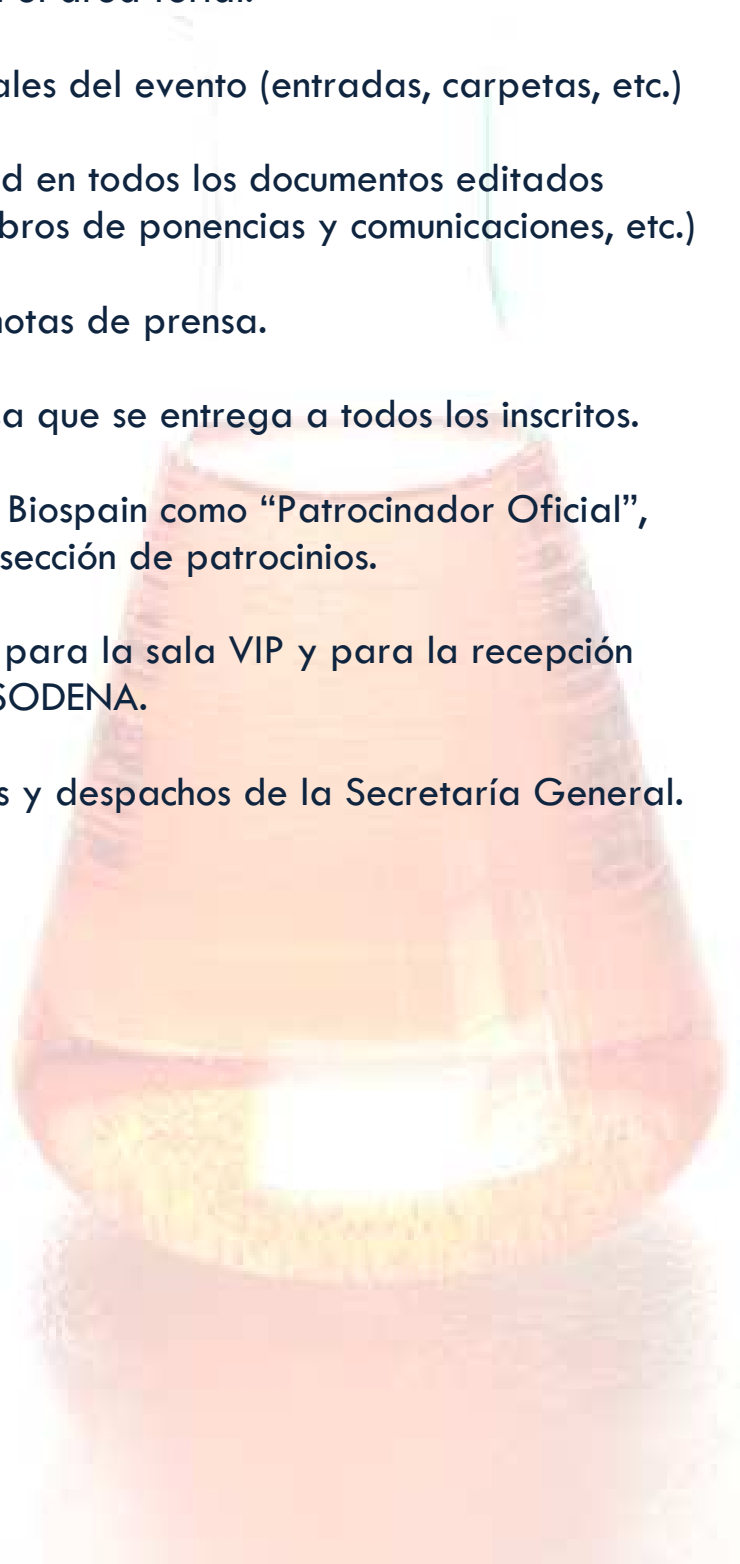 ales del evento (entradas, carpetas, etc.)
d en todos los documentos editados
bros de ponencias y comunicaciones, etc.)
notas de prensa.
a que se entrega a todos los inscritos.
Biospain como “Patrocinador Oficial”,
sección de patrocinios.
para la sala VIP y para la recepción
SODENA.
s y despachos de la Secretaría General.